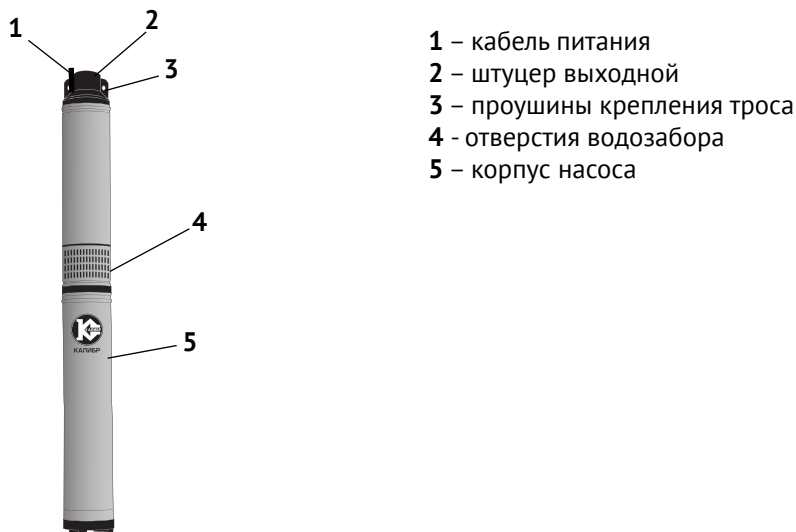 1
2
3
4
5
КАЛИБР
1 – кабель питания
2 – штуцер выходной
3 – проушины крепления троса
4 - отверстия водозабора
5 – корпус насоса